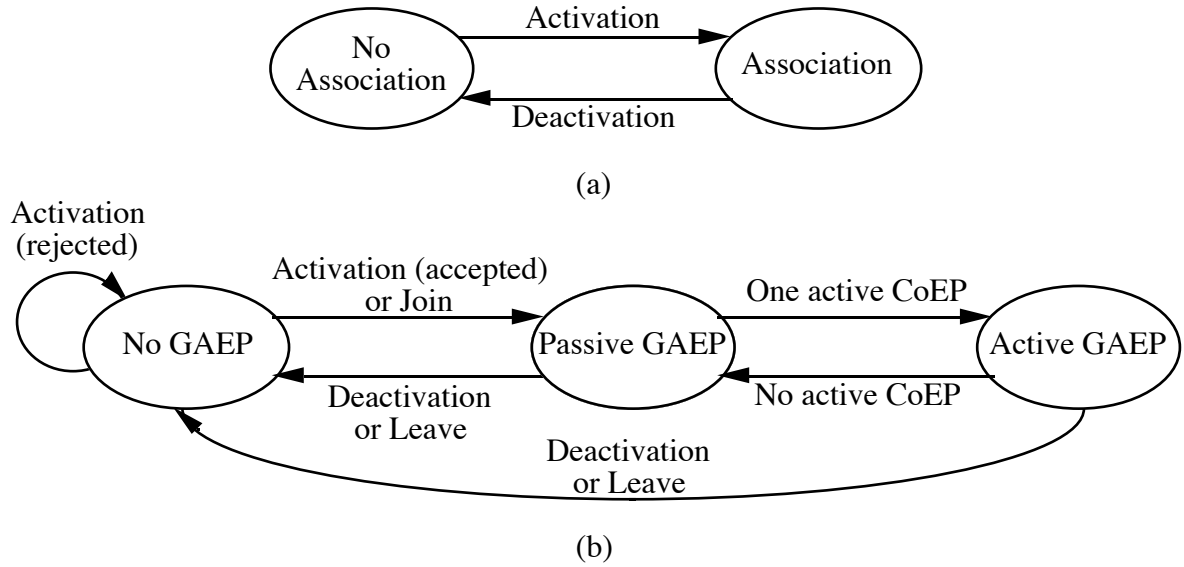 Activation
No
Association
Association
Deactivation
(a)
Activation
(rejected)
Activation (accepted)
or Join
One active CoEP
No GAEP
Passive GAEP
Active GAEP
Deactivation
or Leave
No active CoEP
Deactivation
or Leave
(b)